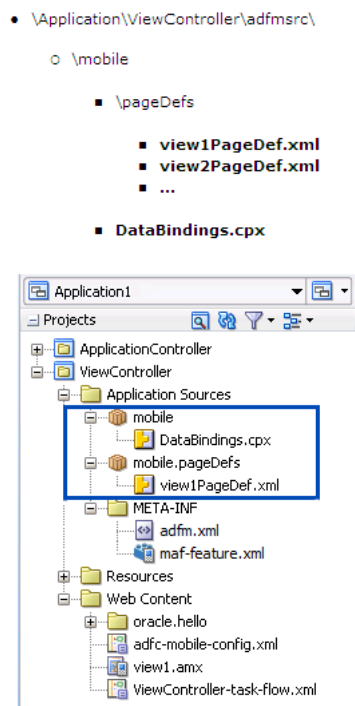 \Application\ViewController\adfmsrc\
\mobile
\pageDefs
view1PageDef.xml
view2PageDef.xml
...
DataBindings.cpx
Application1
Projects
ApplicationController
ViewController
Application Sources
mobile
DataBindings.cpx
mobile.pageDefs
view1PageDef.xml
META-INF
adfm.xml
maf-feature.xml
Resources
Web Content
oracle.hello
adfc-mobile-config.xml
view1.amx
ViewController-task-flow.xml